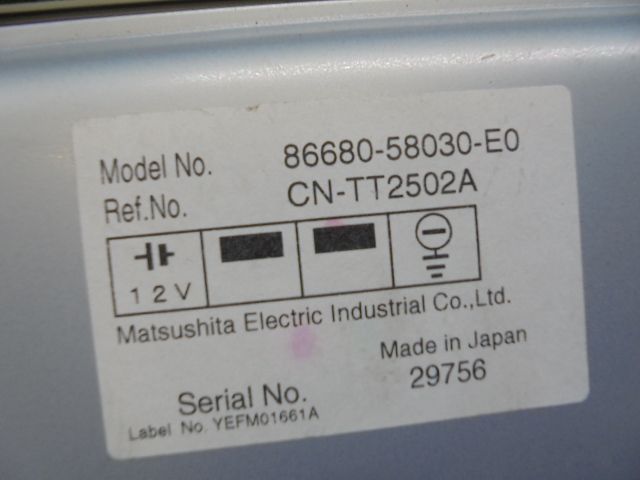 Model No. 86680-58030-E0
Ref.No. CN-TT2502A
12V
Matsushita Electric Industrial Co.,Ltd.
Made in Japan
Serial No. 29756
Label No. YEFM01661A